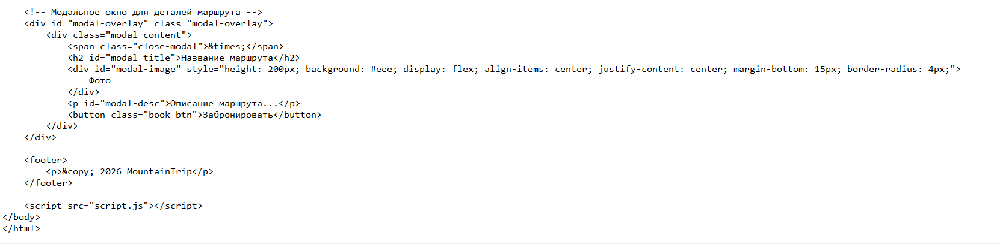 <!-- Модальное окно для деталей маршрута -->
<div id="modal-overlay" class="modal-overlay">
<div class="modal-content">
<span class="close-modal">&times;</span>
<h2 id="modal-title">Название маршрута</h2>
<div id="modal-image" style="height: 200px; background: #eee; display: flex; align-items: center; justify-content: center; margin-bottom: 15px; border-radius: 4px;">
Фото
</div>
<p id="modal-desc">Описание маршрута...</p>
<button class="book-btn">Забронировать</button>
</div>
</div>
<footer>
<p>&copy; 2026 MountainTrip</p>
</footer>
<script src="script.js"></script>
</body>
</html>